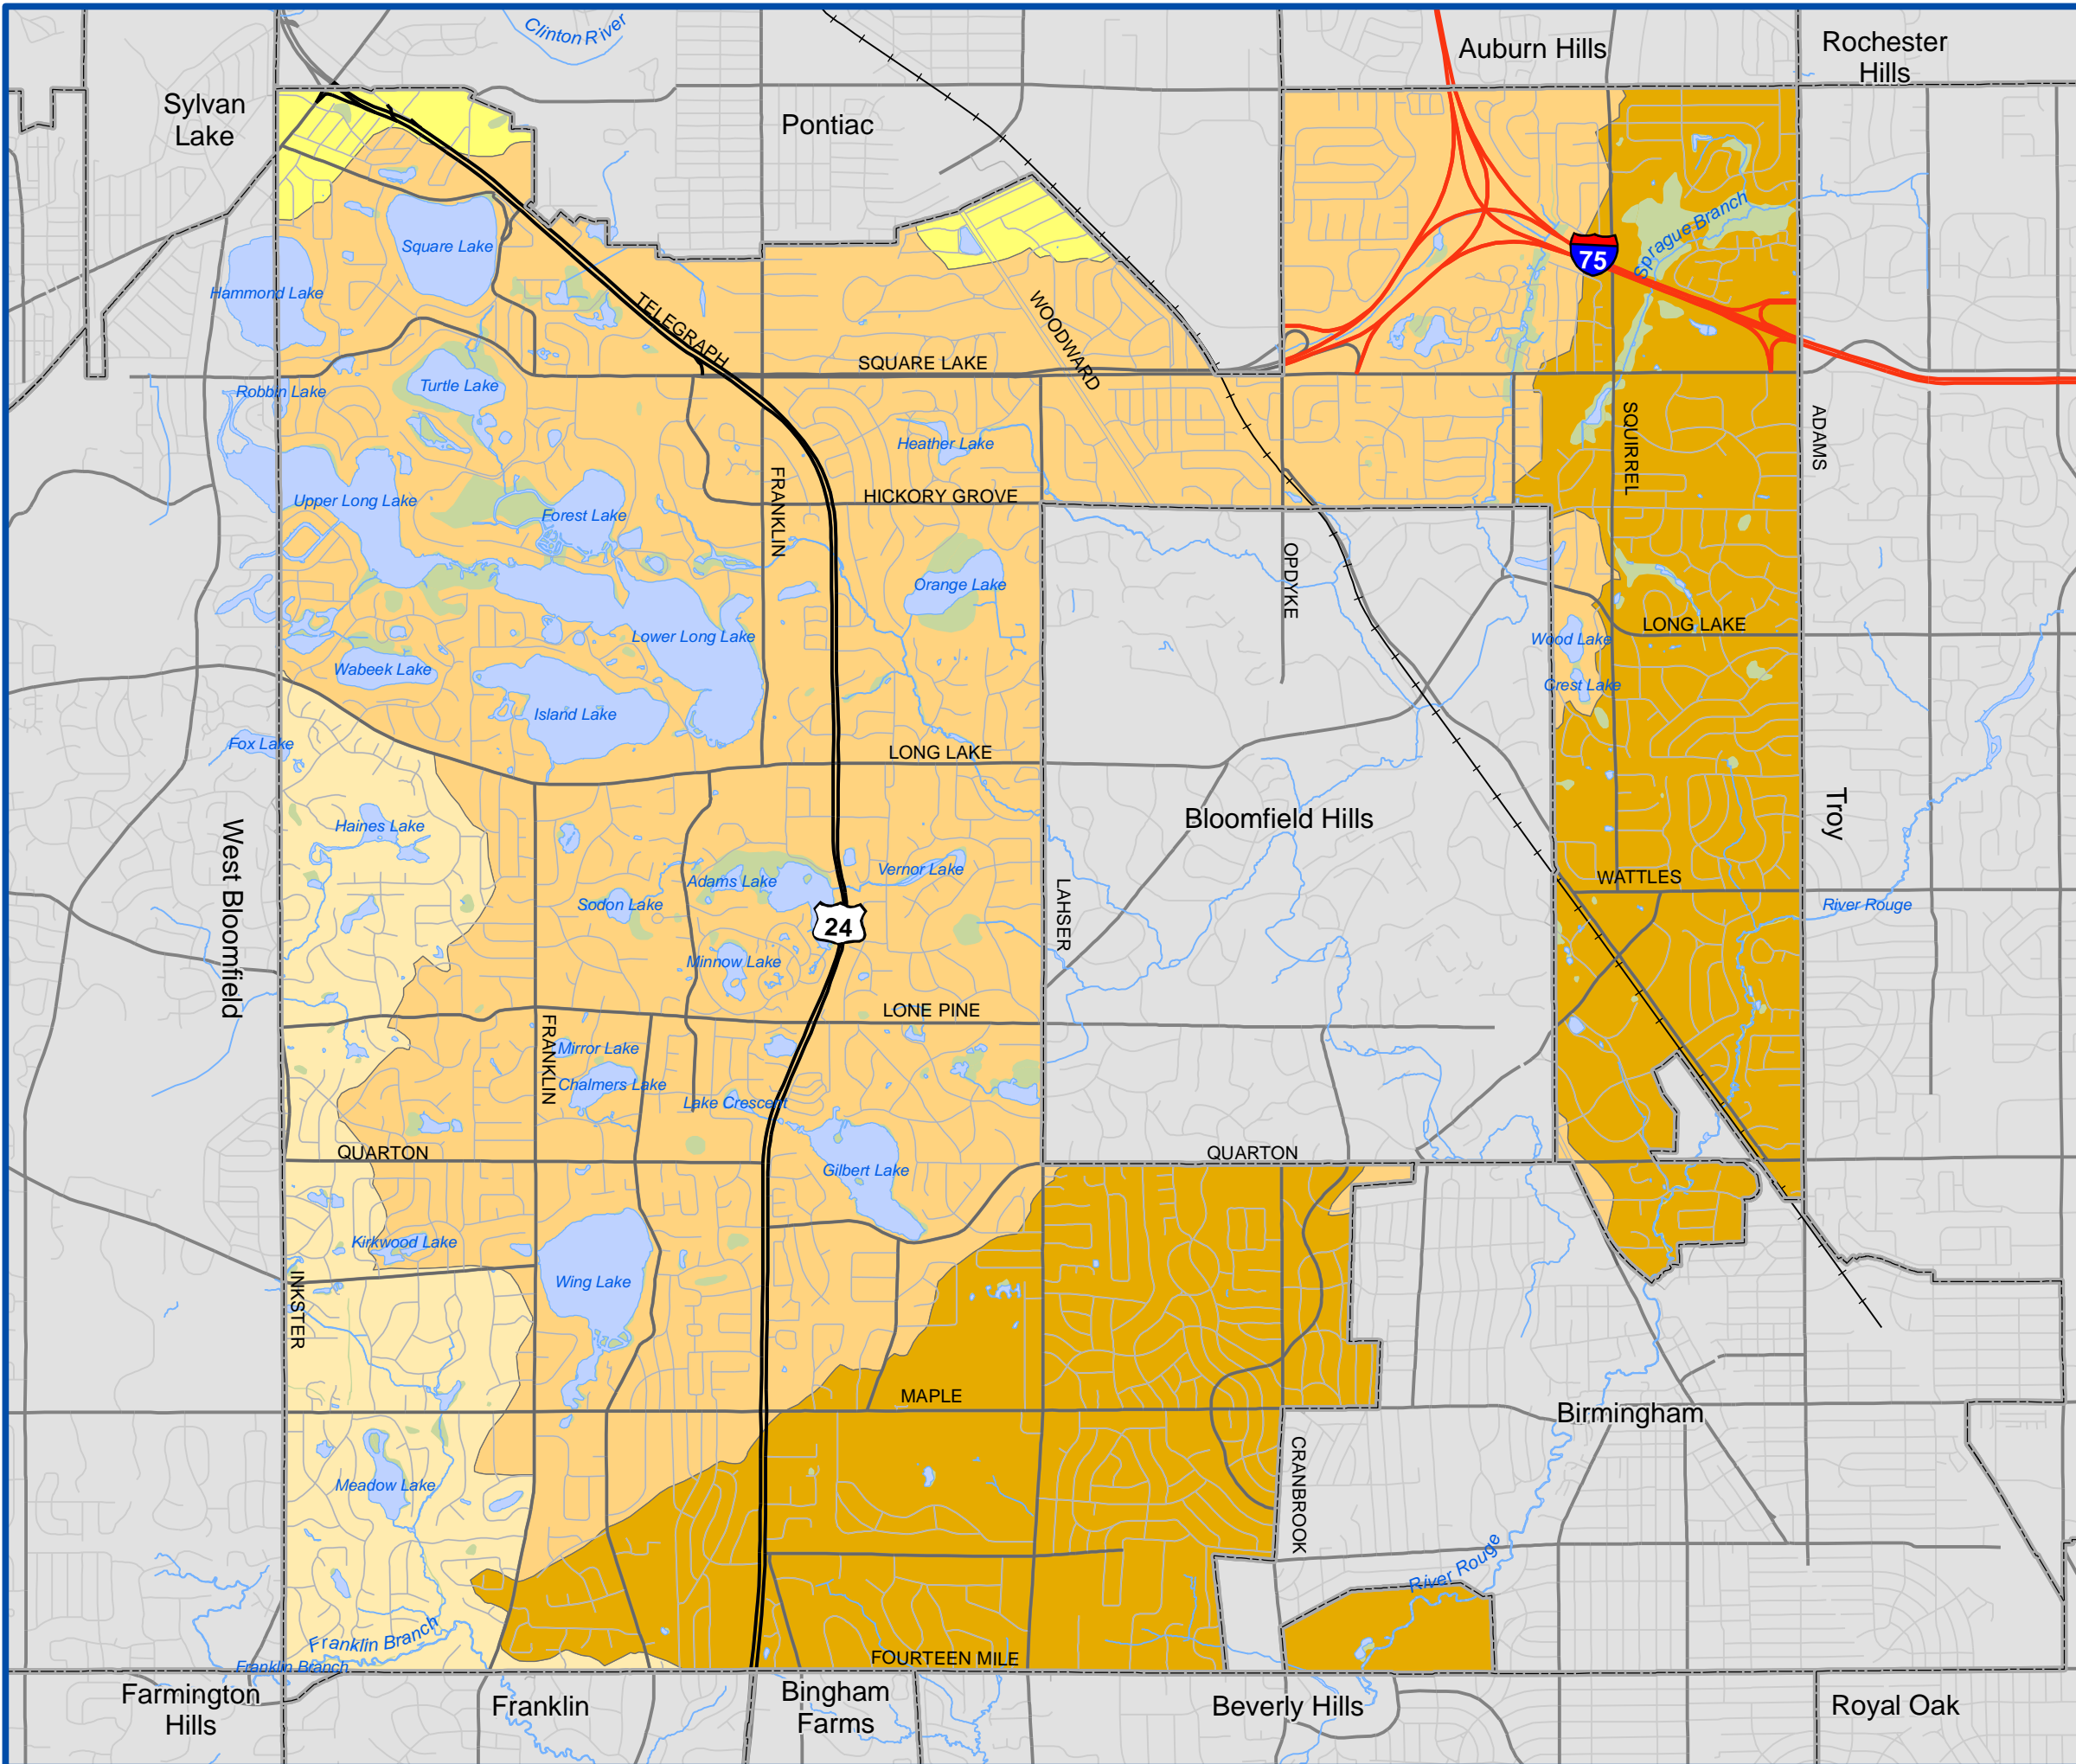 Clinton River
Auburn Hills
Rochester
Hills
Sylvan
Lake
Pontiac
Square Lake
Sprague Branch
75
Hammond Lake
TELEGRAPH
WOODWARD
SQUARE LAKE
Turtle Lake
Robbin Lake
SQUIRREL
ADAMS
Heather Lake
FRANKLIN
HICKORY GROVE
Upper Long Lake
Forest Lake
OPDYKE
Orange Lake
LONG LAKE
Lower Long Lake
Wood Lake
Wabeek Lake
Grest Lake
Island Lake
Fox Lake
LONG LAKE
Haines Lake
Bloomfield Hills
Troy
West Bloomfield
Vernor Lake
Adams Lake
WATTLES
Sodon Lake
LAHSER
River Rouge
24
Minnow Lake
LONE PINE
FRANKLIN
Mirror Lake
Chalmers Lake
Lake Crescent
QUARTON
QUARTON
Gilbert Lake
Kirkwood Lake
Wing Lake
INKSTER
MAPLE
Birmingham
CRANBROOK
Meadow Lake
River Rouge
Franklin Branch
FOURTEEN MILE
Franklin Branch
Farmington
Hills
Franklin
Bingham
Farms
Beverly Hills
Royal Oak